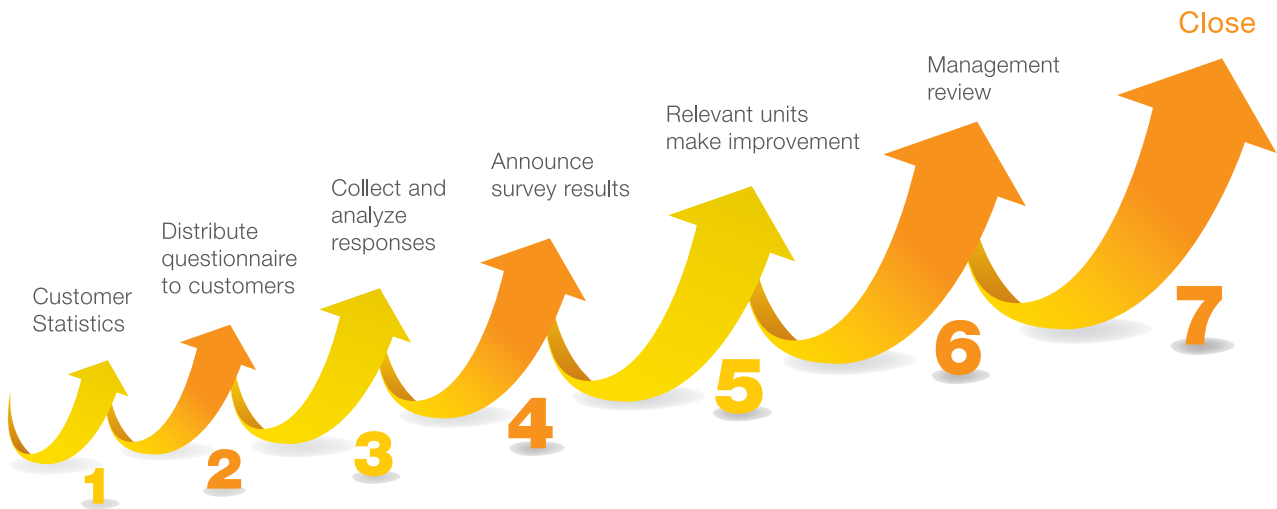 Customer
Statistics
1
Distribute
questionnaire
to customers
2
Collect and
analyze
responses
3
Announce
survey results
4
Relevant units
make improvement
5
Management
review
6
Close
7